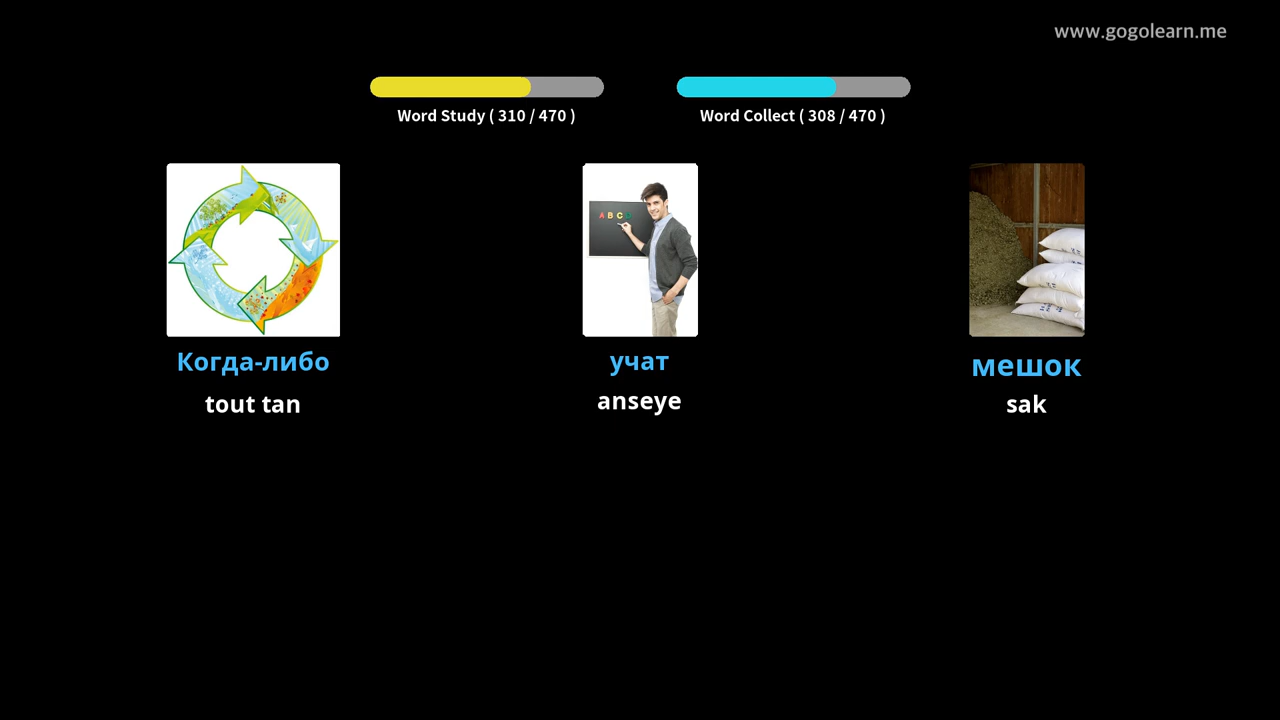 www.gogolearn.me
Word Study ( 310 / 470 )
Word Collect ( 308 / 470 )
A B C
Когда-либо
учат
мешок
tout tan
anseye
sak